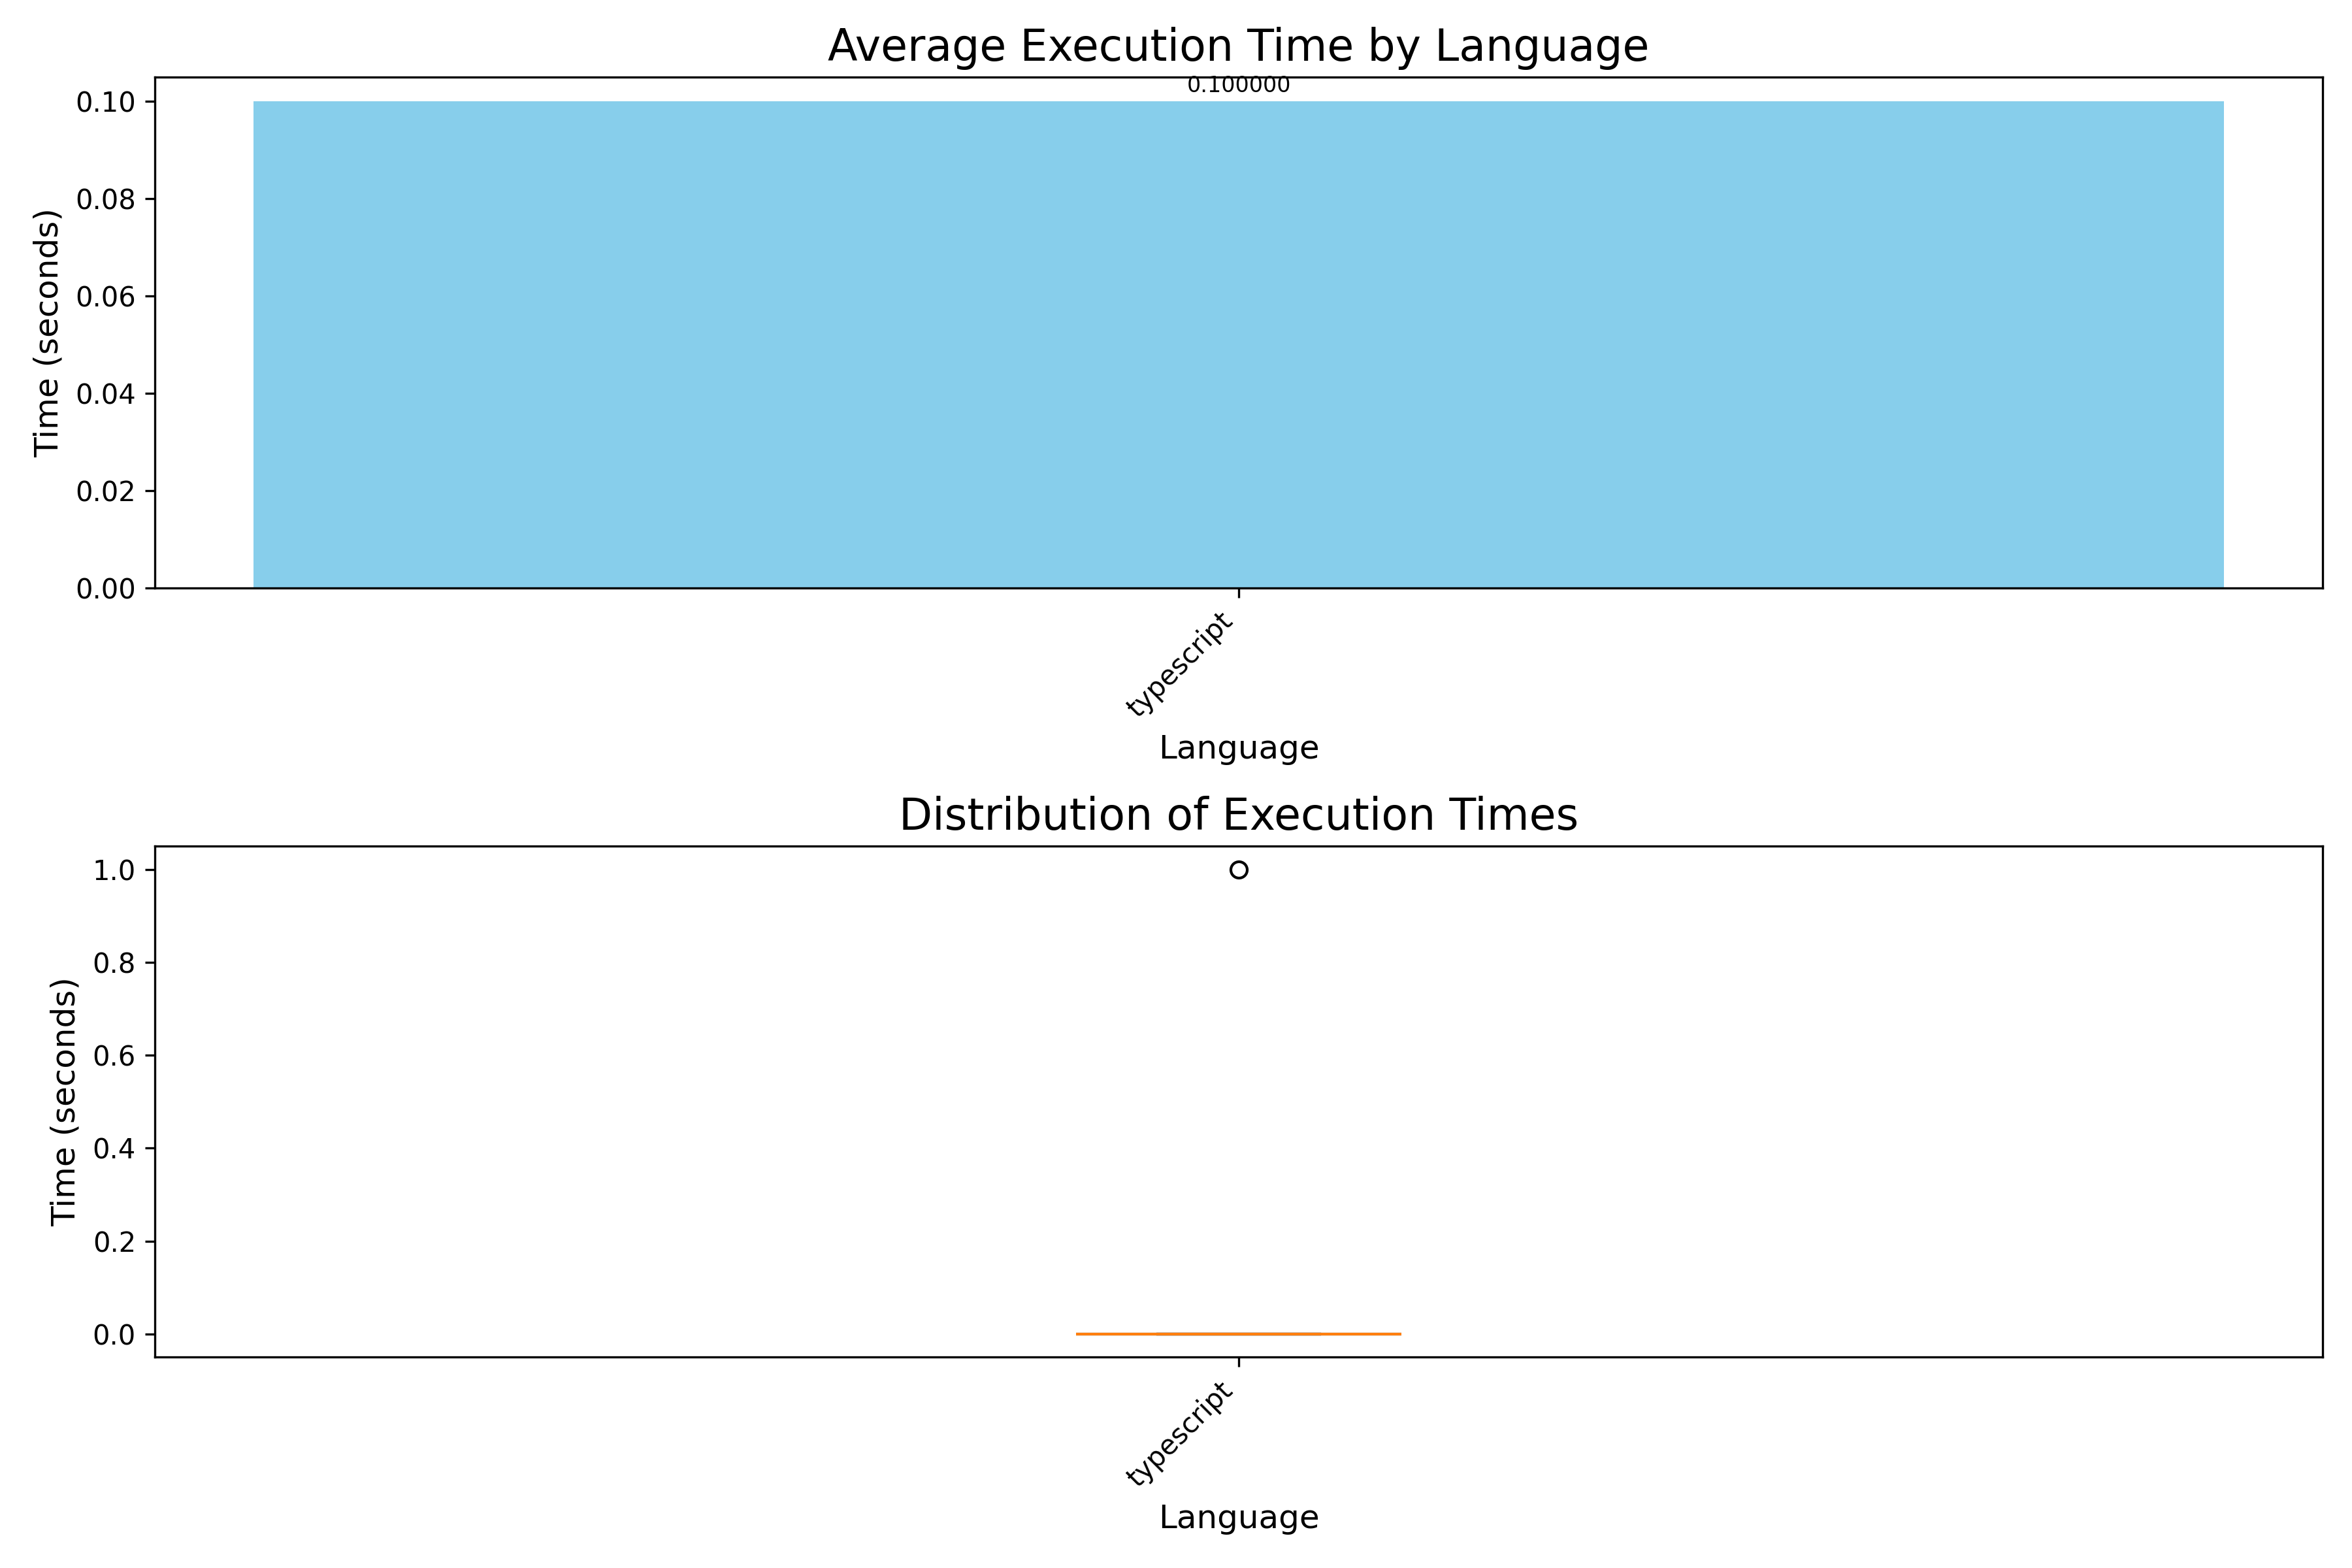 Average Execution Time by Language
0.100000
0.10
0.08
0.06
0.04
0.02
0.00
Time (seconds)
typescript
Language
Distribution of Execution Times
1.0
0.8
0.6
0.4
0.2
0.0
Time (seconds)
typescript
Language